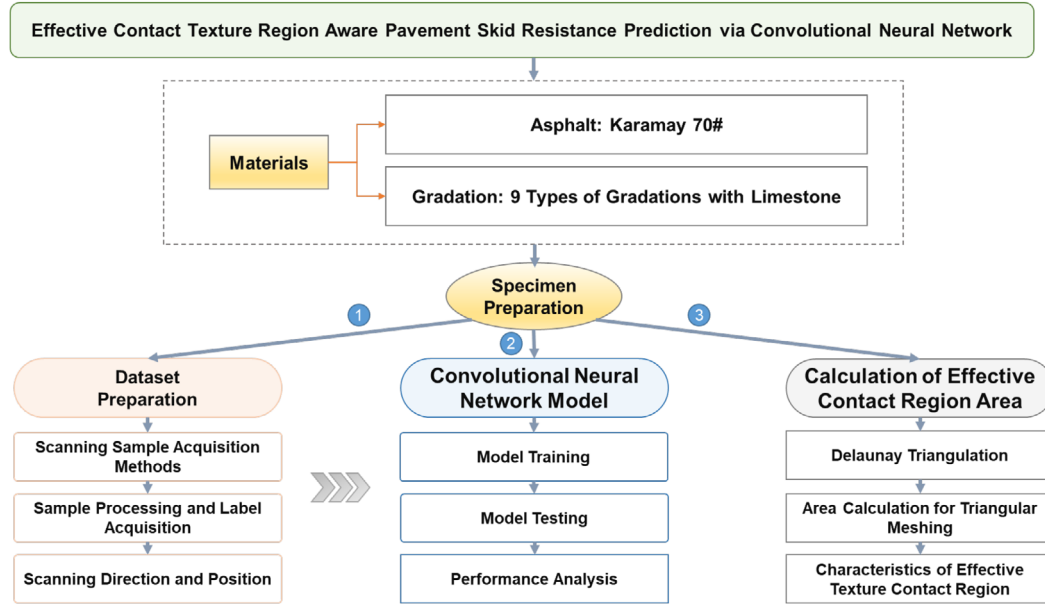 Effective Contact Texture Region Aware Pavement Skid Resistance Prediction via Convolutional Neural Network
Materials
Asphalt: Karamay 70#
Gradation: 9 Types of Gradations with Limestone
Specimen
Preparation
1
2
3
Dataset
Preparation
Scanning Sample Acquisition
Methods
Sample Processing and Label
Acquisition
Scanning Direction and Position
Convolutional Neural
Network Model
Model Training
Model Testing
Performance Analysis
Calculation of Effective
Contact Region Area
Delaunay Triangulation
Area Calculation for Triangular
Meshing
Characteristics of Effective
Texture Contact Region